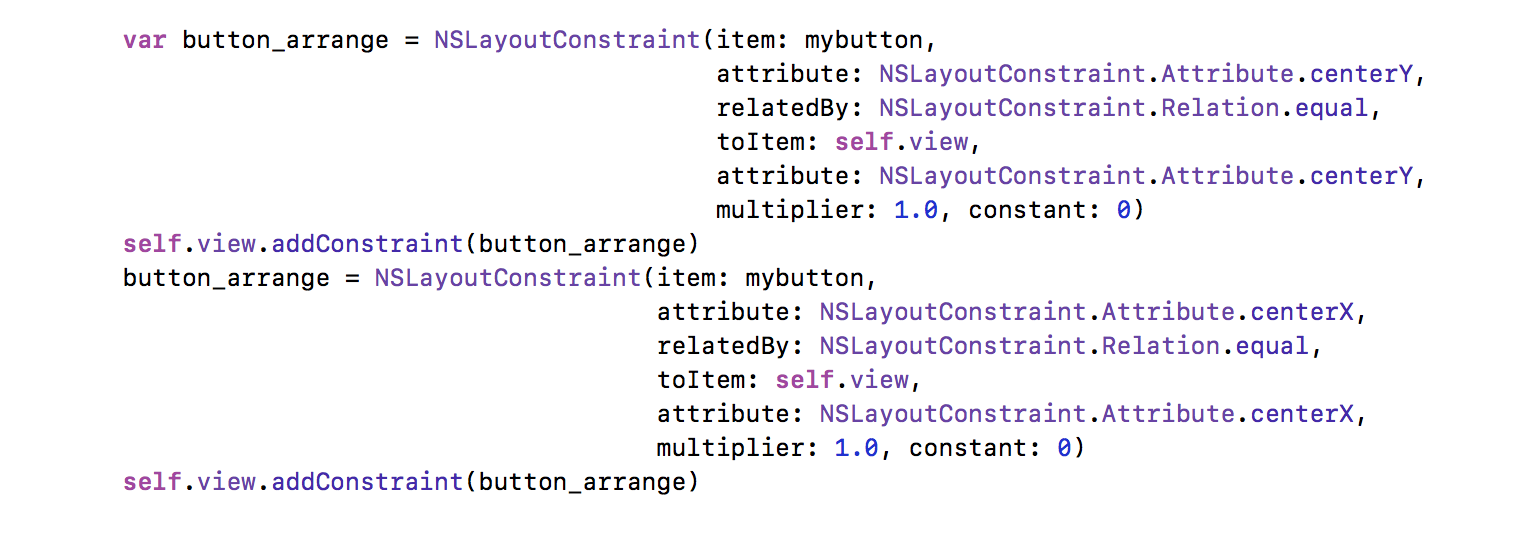 var button_arrange = NSLayoutConstraint(item: mybutton,
attribute: NSLayoutConstraint.Attribute.centerY,
relatedBy: NSLayoutConstraint.Relation.equal,
toItem: self.view,
attribute: NSLayoutConstraint.Attribute.centerY,
multiplier: 1.0, constant: 0)
self.view.addConstraint(button_arrange)
button_arrange = NSLayoutConstraint(item: mybutton,
attribute: NSLayoutConstraint.Attribute.centerX,
relatedBy: NSLayoutConstraint.Relation.equal,
toItem: self.view,
attribute: NSLayoutConstraint.Attribute.centerX,
multiplier: 1.0, constant: 0)
self.view.addConstraint(button_arrange)